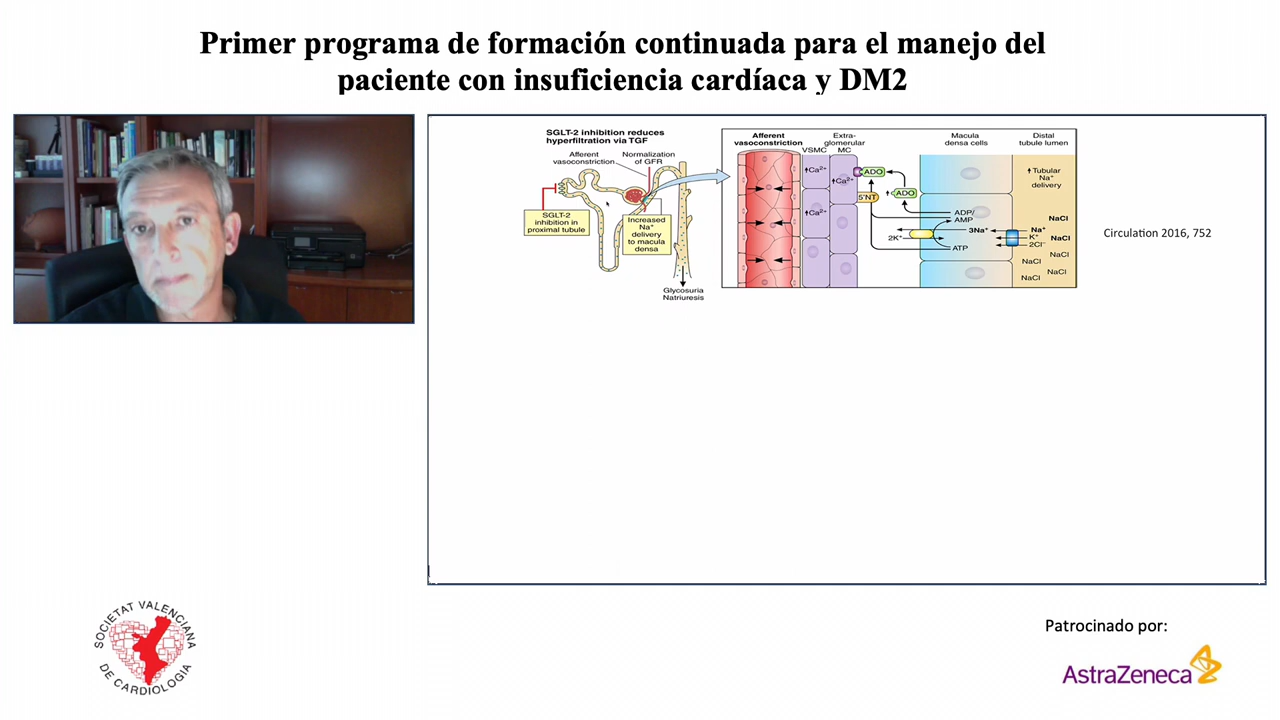 Primer programa de formación continuada para el manejo del
paciente con insuficiencia cardíaca y DM2
SGLT-2 inhibition reduces
hyperfiltration via TGF
Afferent
vasoconstriction
Normalization
of GFR
SGLT-2
inhibition in
proximal tubule
Increased
Na+
delivery
to macula
densa
Glycosuria
Natriuresis
Afferent
vasoconstriction
VSMC
Extra-
glomerular
MC
Macula
densa cells
Distal
tubule lumen
Ca2+
Ca2+
Ca2+
ADO
5'NT
ADO
ADP/
AMP
3Na+
2K+
ATP
Tubular
Na+
delivery
NaCl
Na+
K+
2Cl−
NaCl
NaCl
NaCl
NaCl
NaCl
Circulation 2016, 752
SOCIETAT VALENCIANA
DE CARDIOLOGIA
Patrocinado por:
AstraZeneca